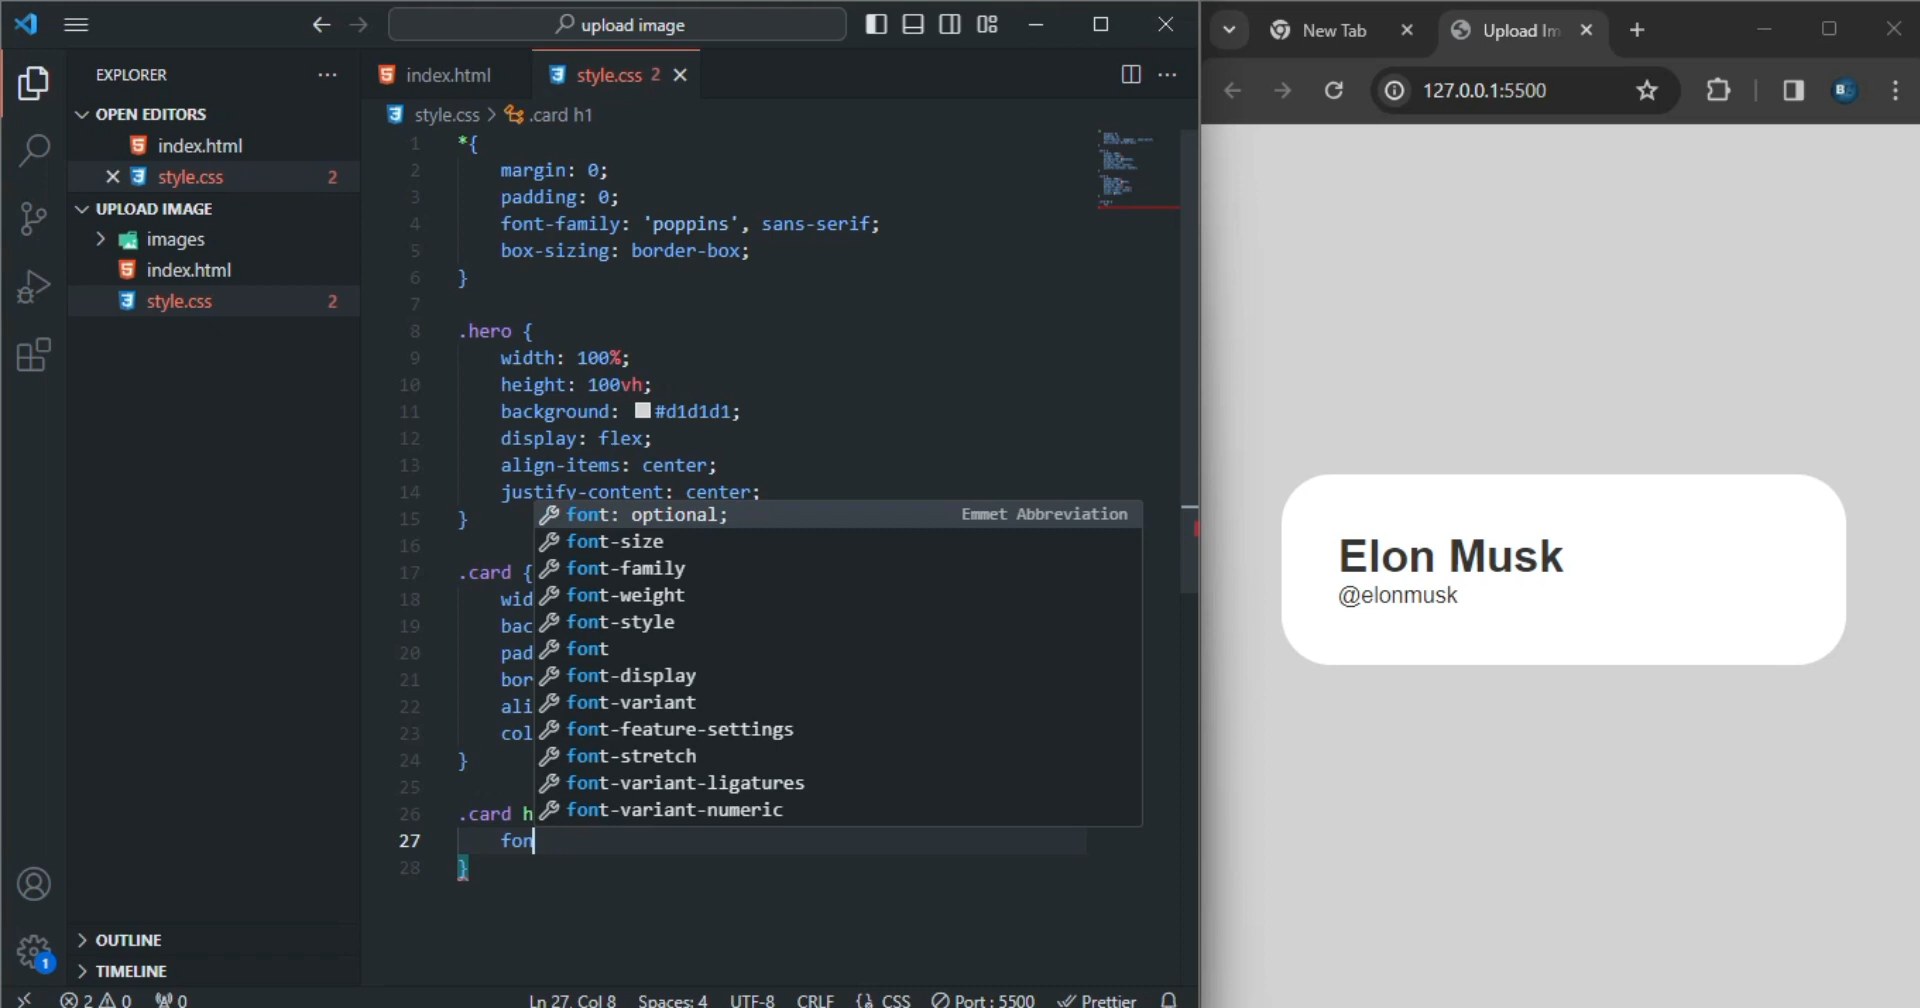 upload image
EXPLORER
OPEN EDITORS
index.html
style.css 2
UPLOAD IMAGE
images
index.html
style.css 2
OUTLINE
TIMELINE
1
index.html
style.css 2
style.css > .card h1
1 *{
2 margin: 0;
3 padding: 0;
4 font-family: 'poppins', sans-serif;
5 box-sizing: border-box;
6 }
7
8 .hero {
9 width: 100%;
10 height: 100vh;
11 background: #d1d1d1;
12 display: flex;
13 align-items: center;
14 justify-content: center;
15 }
16
17 .card {
18 wid
19 bac
20 pad
21 bor
22 ali
23 col
24 }
25
26 .card h
27 fon
28 }
font: optional; Emmet Abbreviation
font-size
font-family
font-weight
font-style
font
font-display
font-variant
font-feature-settings
font-stretch
font-variant-ligatures
font-variant-numeric
2 0 0 Ln 27, Col 8 Spaces: 4 UTF-8 CRLF {} CSS Port : 5500 Prettier
New Tab
Upload Im
127.0.0.1:5500
B
Elon Musk
@elonmusk